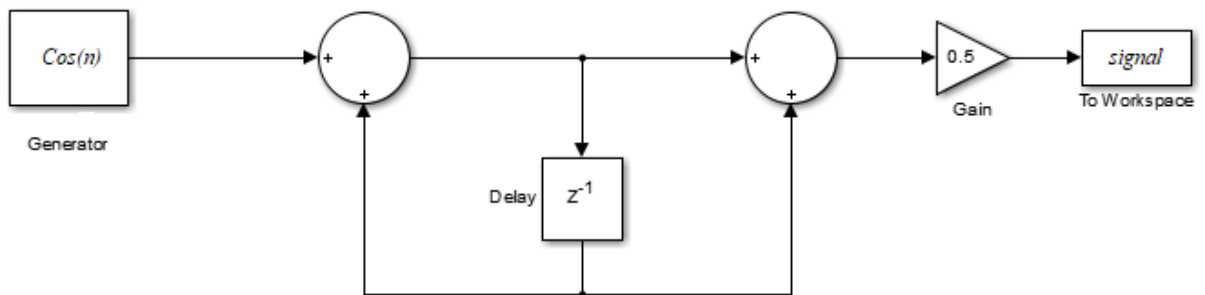 Cos(n)
Generator
+
+
Delay
z-1
+
+
0.5
Gain
signal
To Workspace